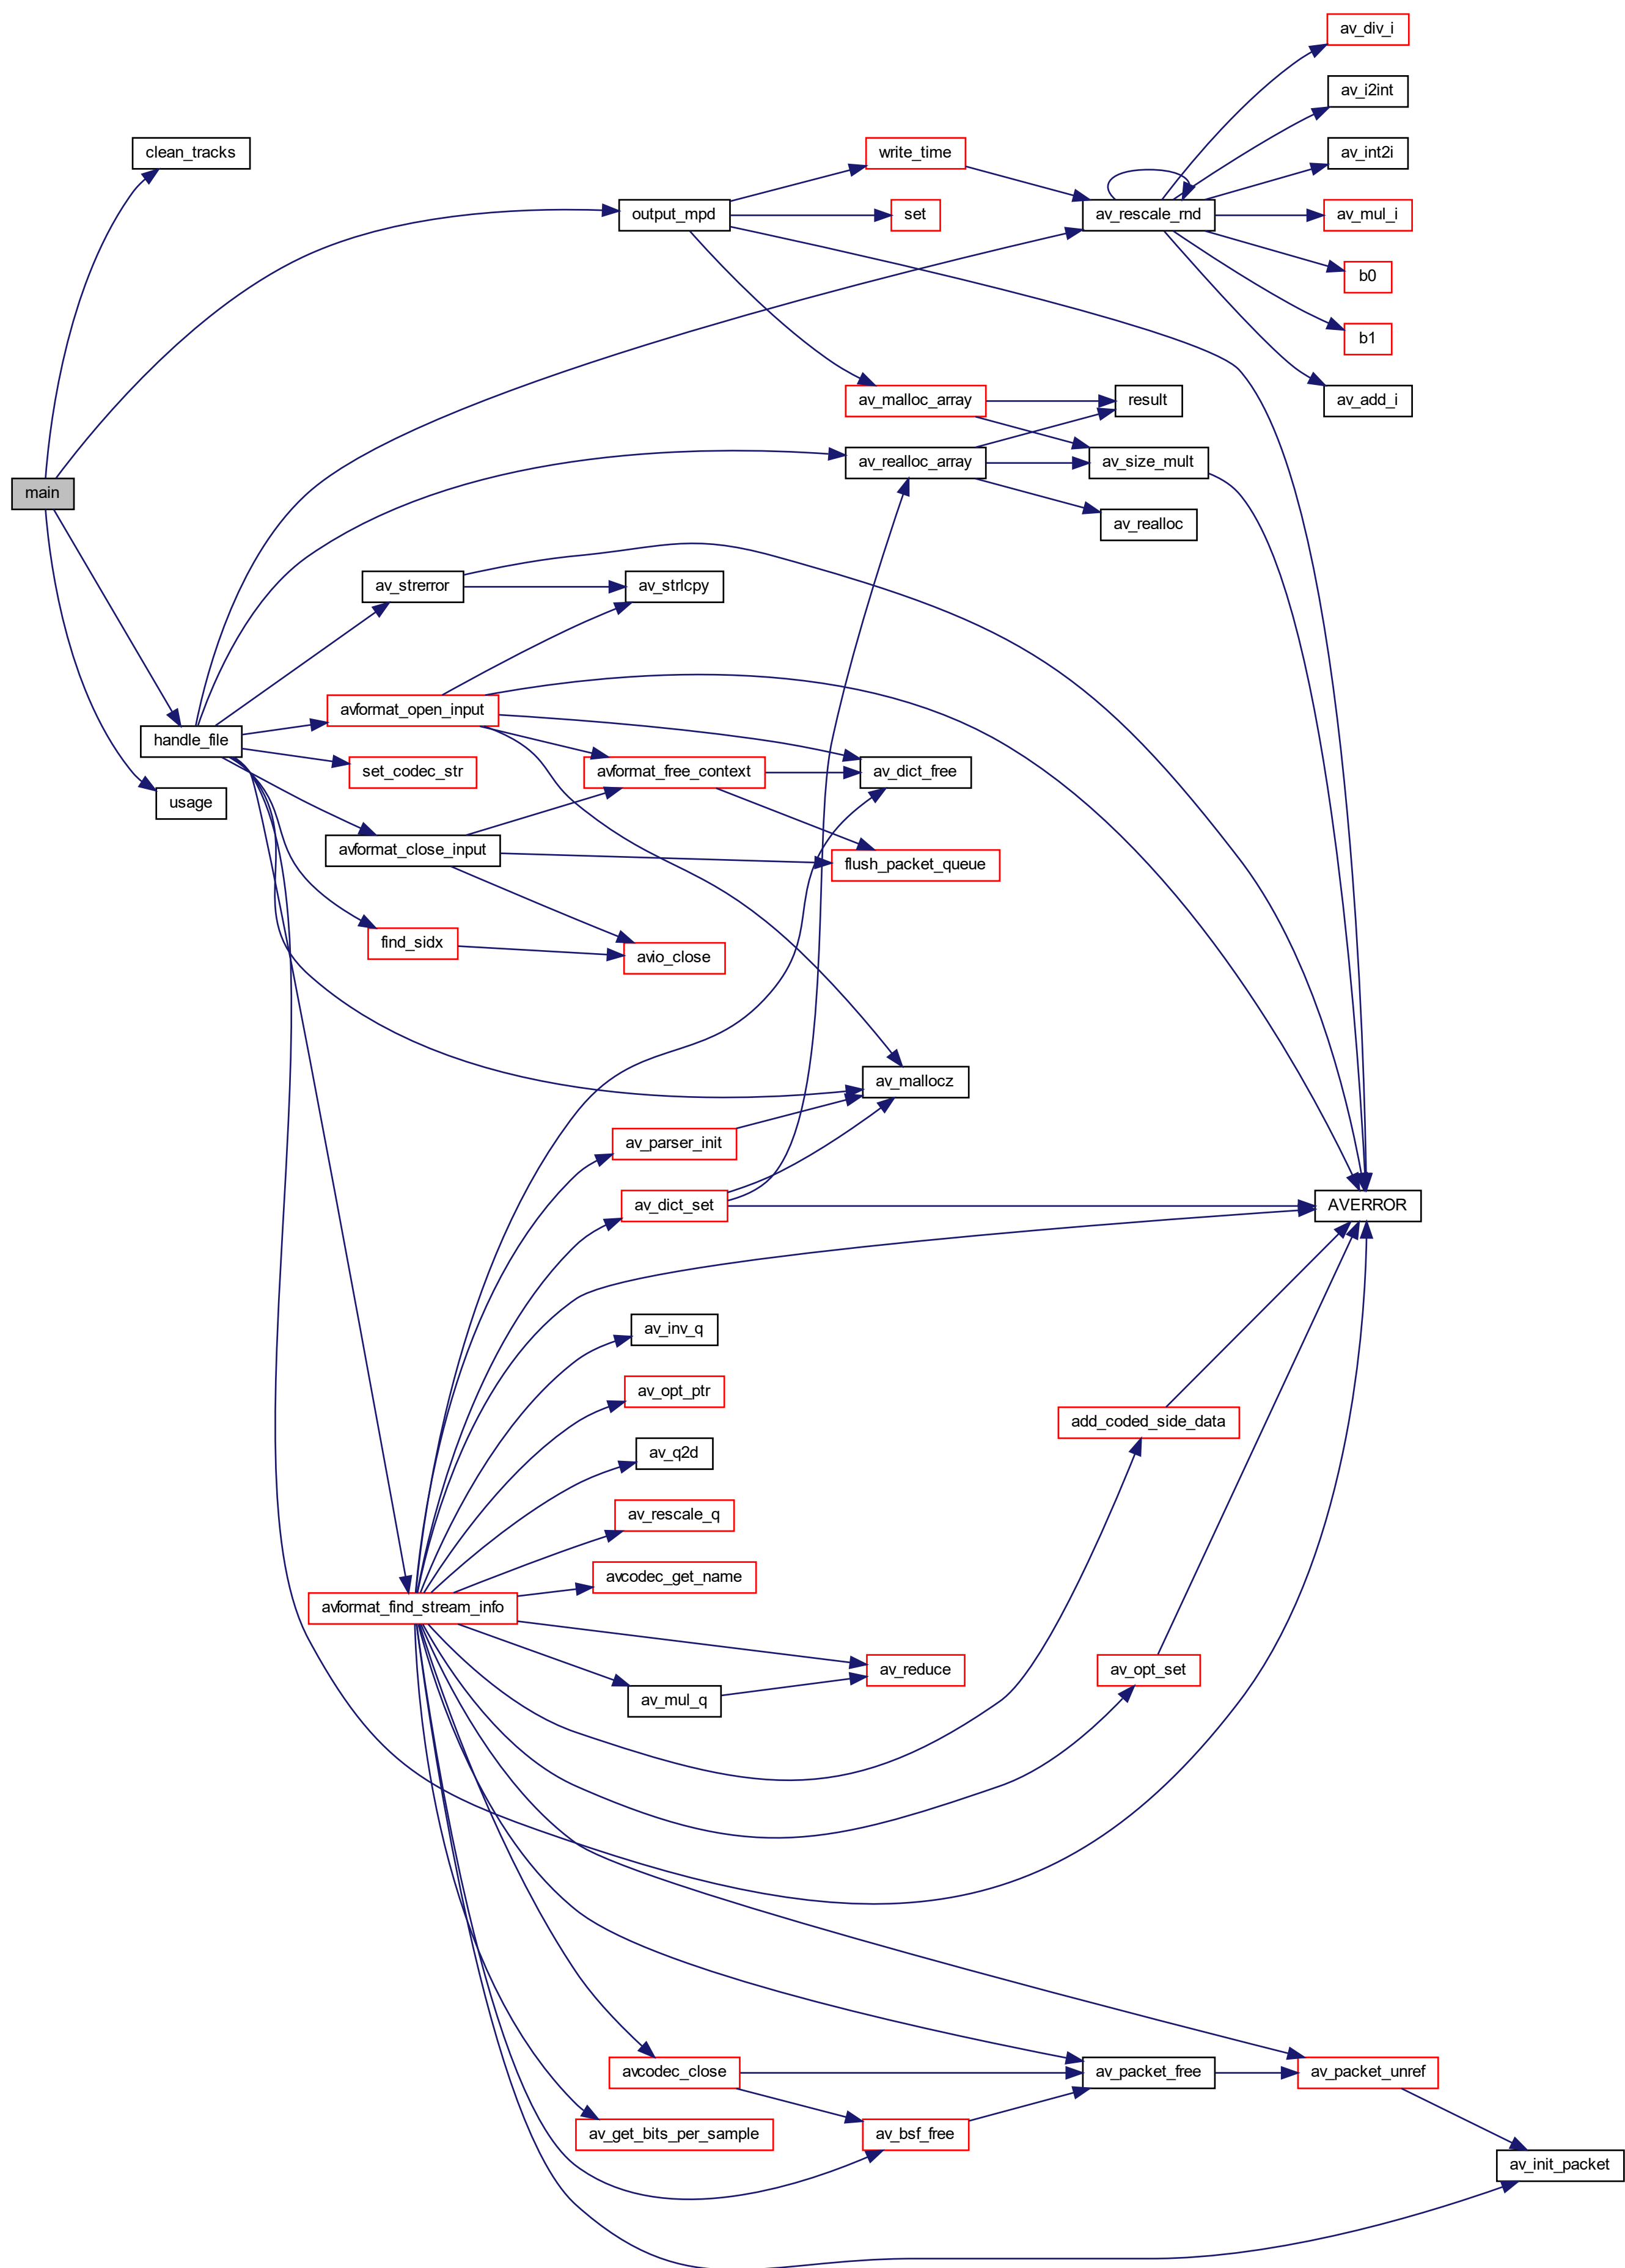 av_div_i
av_i2int
clean_tracks
write_time
av_int2i
output_mpd
set
av_rescale_rnd
av_mul_i
b0
b1
av_malloc_array
result
av_add_i
av_realloc_array
av_size_mult
main
av_realloc
av_strerror
av_strlcpy
avformat_open_input
handle_file
set_codec_str
avformat_free_context
av_dict_free
usage
avformat_close_input
flush_packet_queue
find_sidx
avio_close
av_mallocz
av_parser_init
av_dict_set
AVERROR
av_inv_q
av_opt_ptr
add_coded_side_data
av_q2d
av_rescale_q
avcodec_get_name
avformat_find_stream_info
av_reduce
av_opt_set
av_mul_q
avcodec_close
av_packet_free
av_packet_unref
av_get_bits_per_sample
av_bsf_free
av_init_packet